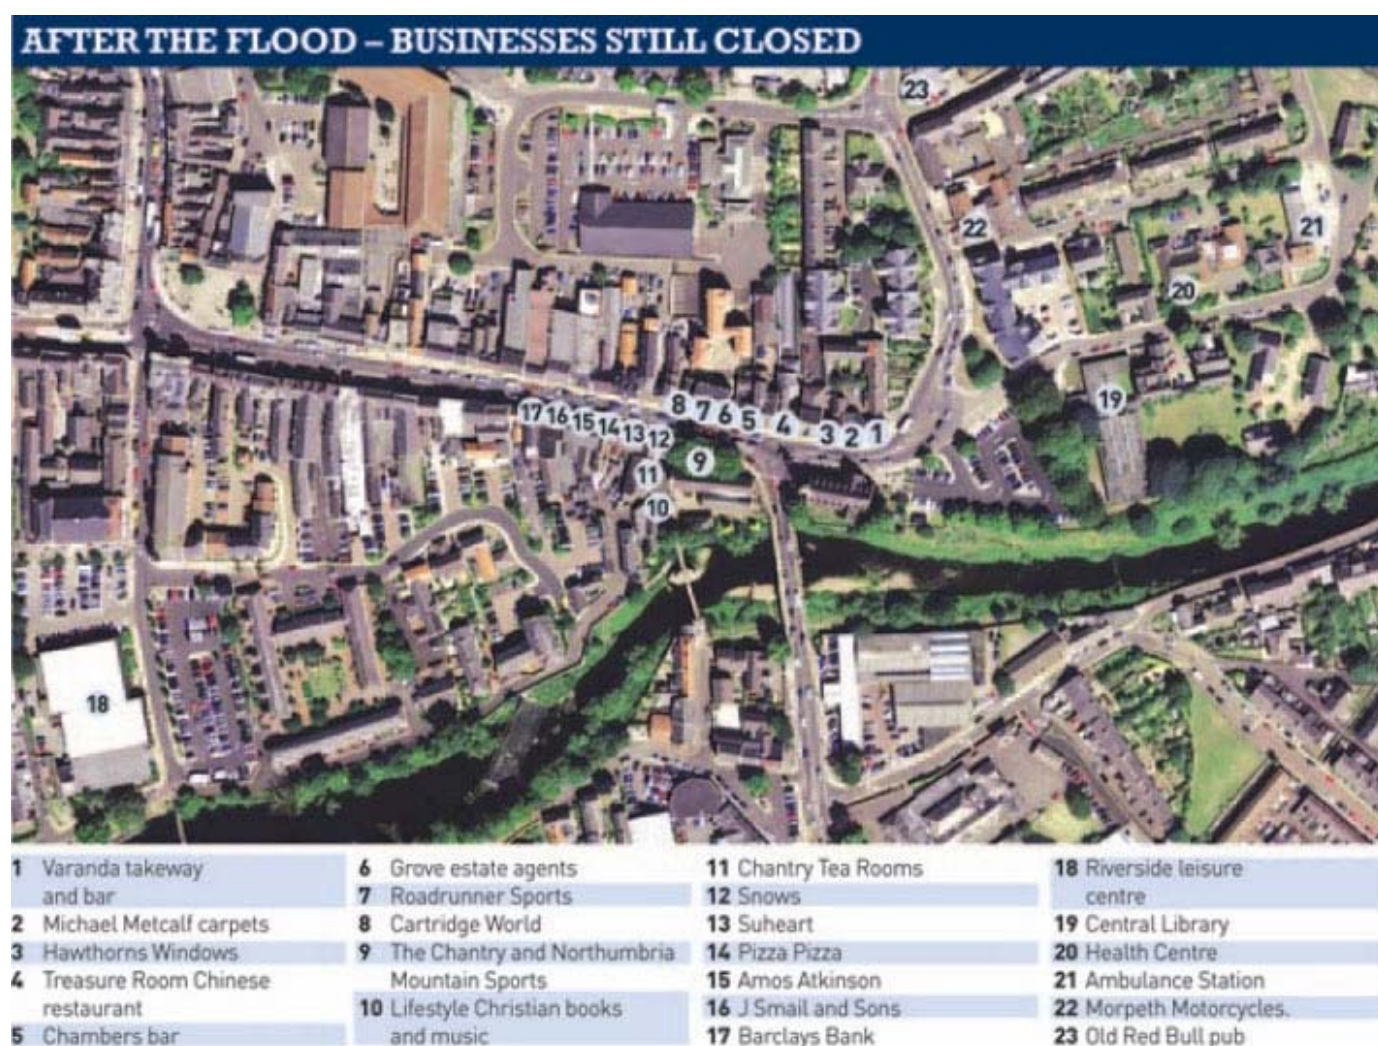 AFTER THE FLOOD – BUSINESSES STILL CLOSED
23
22
21
20
19
17 16 15 14 13 12 8 7 6 5 4 3 2 1
11 9
10
18
1 Varanda takeway
and bar
2 Michael Metcalf carpets
3 Hawthorns Windows
4 Treasure Room Chinese
restaurant
5 Chambers bar
6 Grove estate agents
7 Roadrunner Sports
8 Cartridge World
9 The Chantry and Northumbria
Mountain Sports
10 Lifestyle Christian books
and music
11 Chantry Tea Rooms
12 Snows
13 Suheart
14 Pizza Pizza
15 Amos Atkinson
16 J Smail and Sons
17 Barclays Bank
18 Riverside leisure
centre
19 Central Library
20 Health Centre
21 Ambulance Station
22 Morpeth Motorcycles.
23 Old Red Bull pub